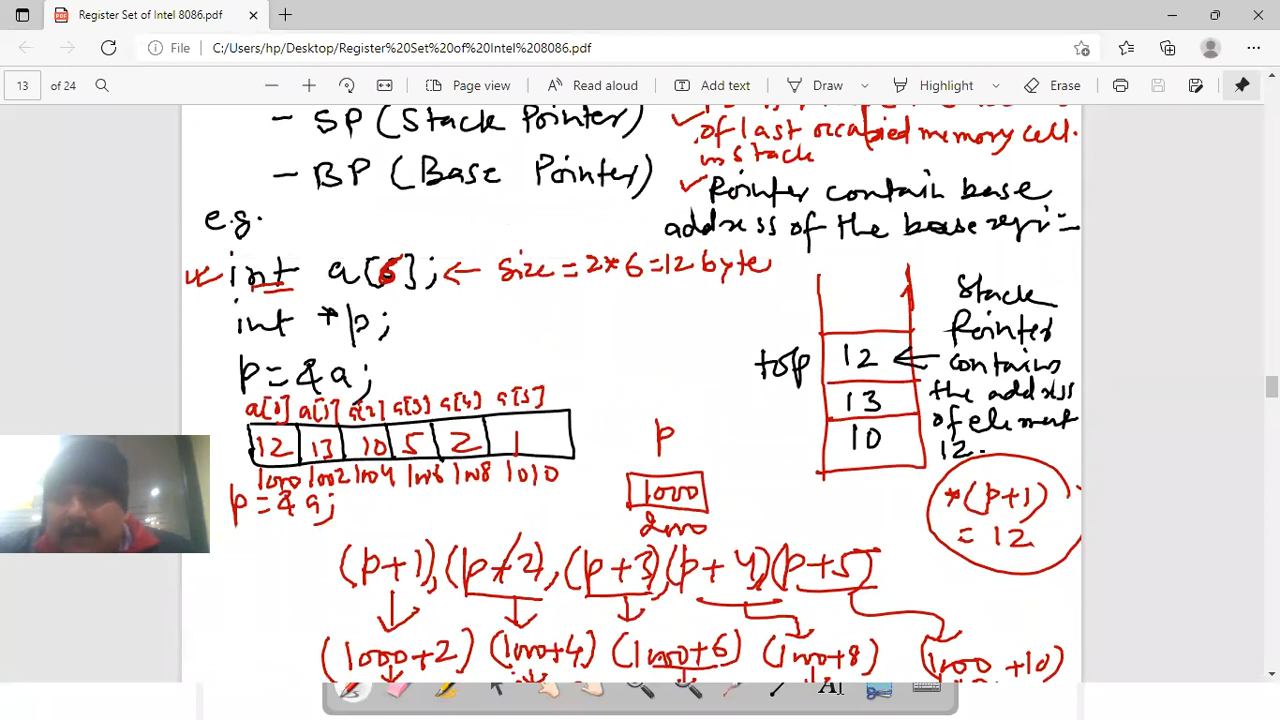 Register Set of Intel 8086.pdf
File C:/Users/hp/Desktop/Register%20Set%20of%20Intel%208086.pdf
13 of 24 Page view Read aloud Add text Draw Highlight Erase
- SP (Stack Pointer)
of last occupied memory cell.
in stack
- BP (Base Pointer)
Pointer contain base
address of the base
e.g.
int a[6]; ← Size = 2*6=12 byte
int *p;
p=&a;
a[0] a[1] a[2] a[3] a[4] a[5]
12 13 10 5 2 1
1000 1002 1004 1006 1008 1010
p=&a;
p
1000
2000
top 12
13
10
Stack
Pointer
contains
the address
of element
12.
*(p+1)
= 12
(p+1), (p+2), (p+3) (p+4), (p+5)
(1000+2) (1000+4) (1000+6) (1000+8) (1000+10)